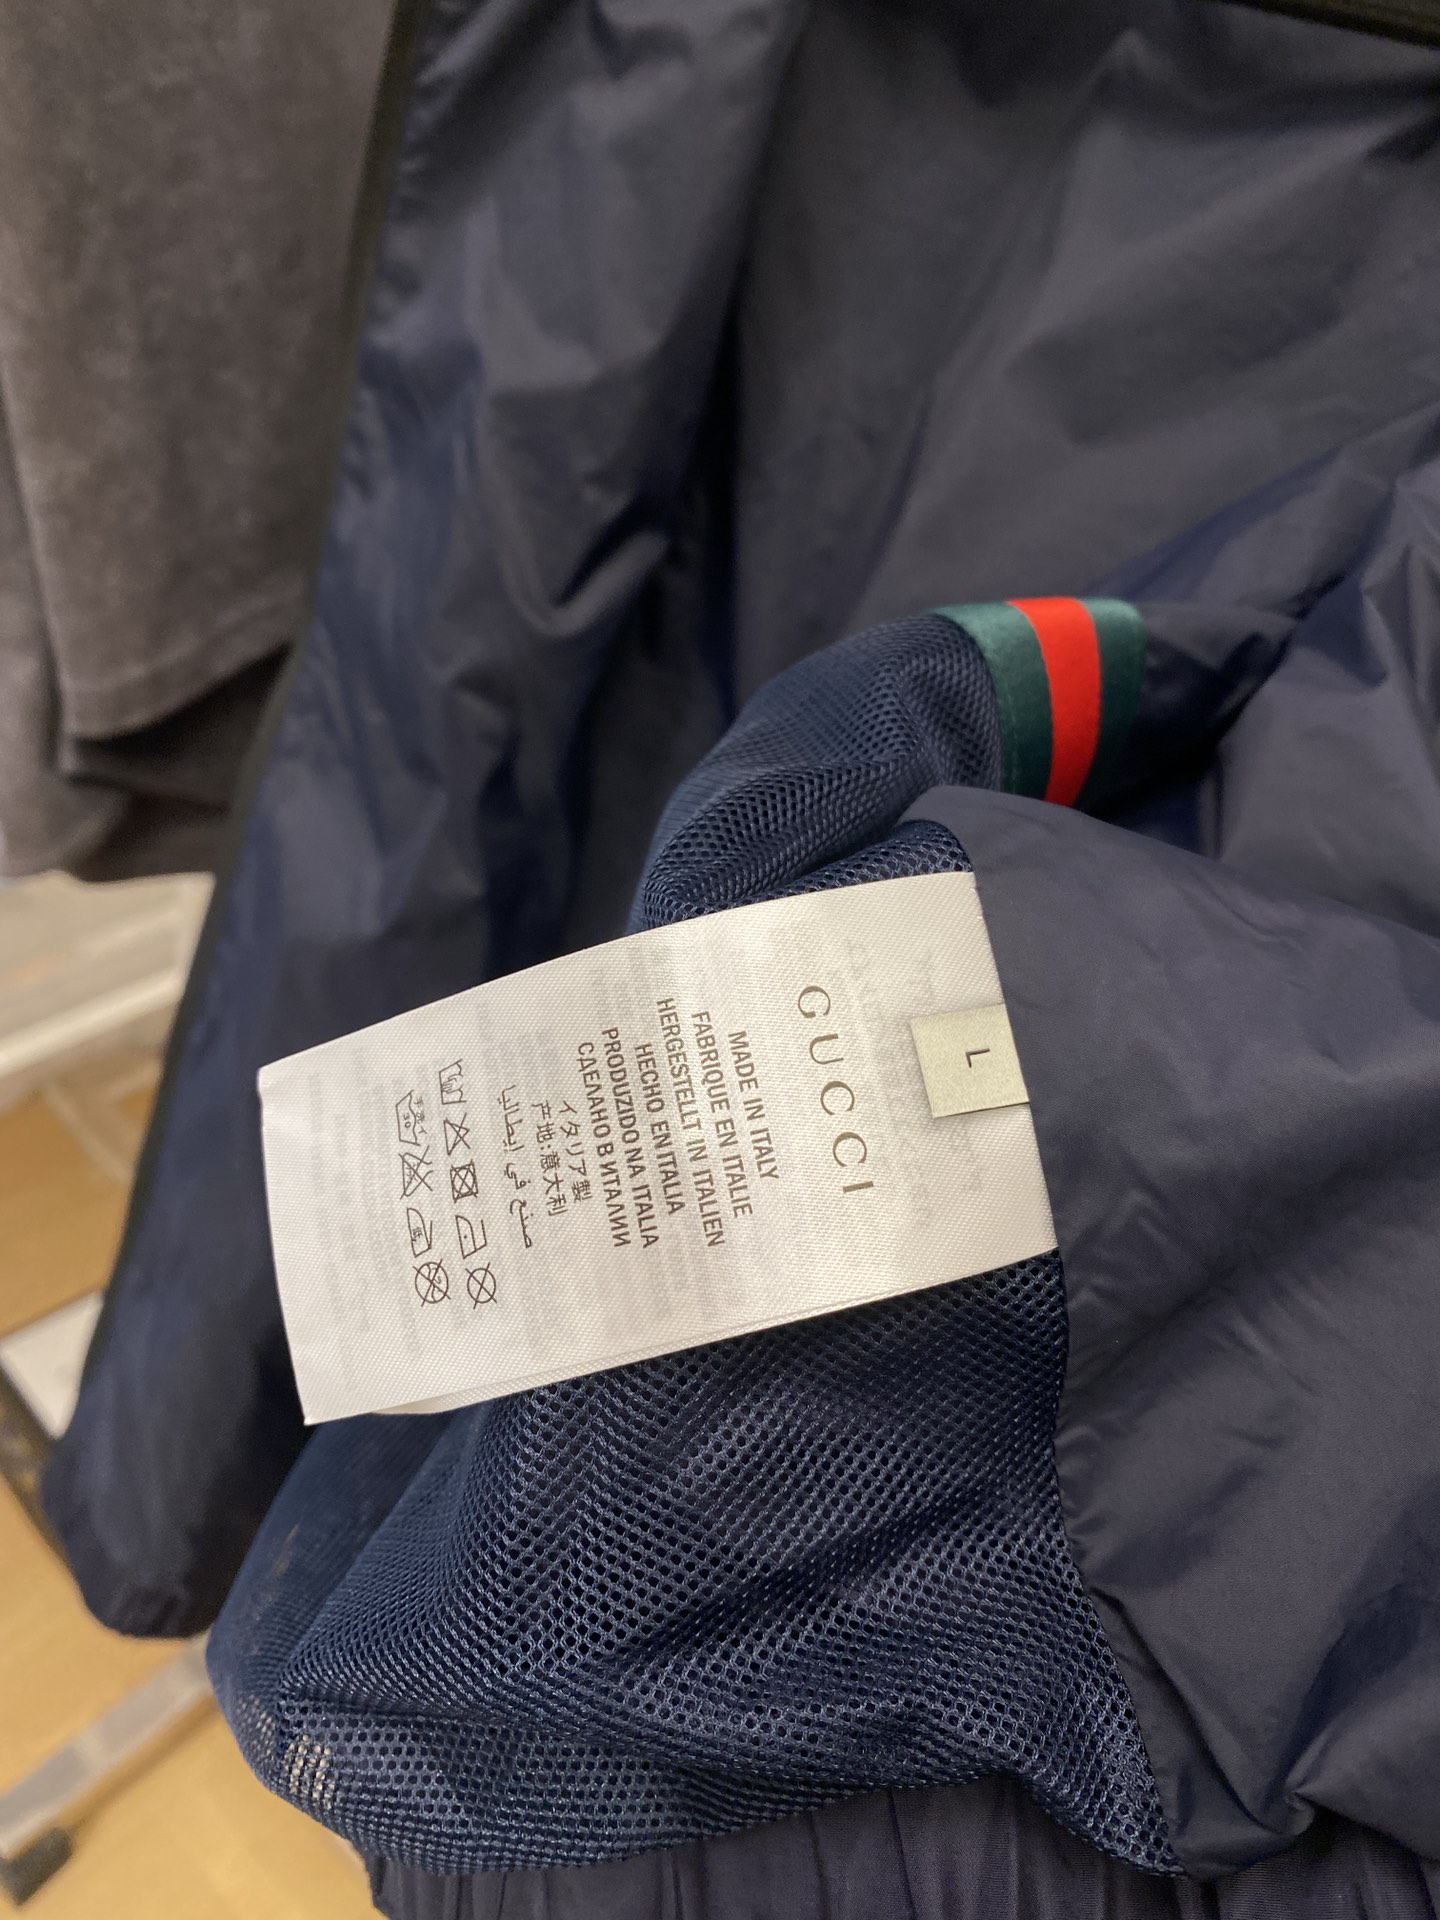 L
GUCCI
MADE IN ITALY
FABRIQUE EN ITALIE
HERGESTELLT IN ITALIEN
HECHO EN ITALIA
PRODUZIDO NA ITALIA
СДЕЛАНО В ИТАЛИИ
イタリア製
产地:意大利
صنع في إيطاليا
30